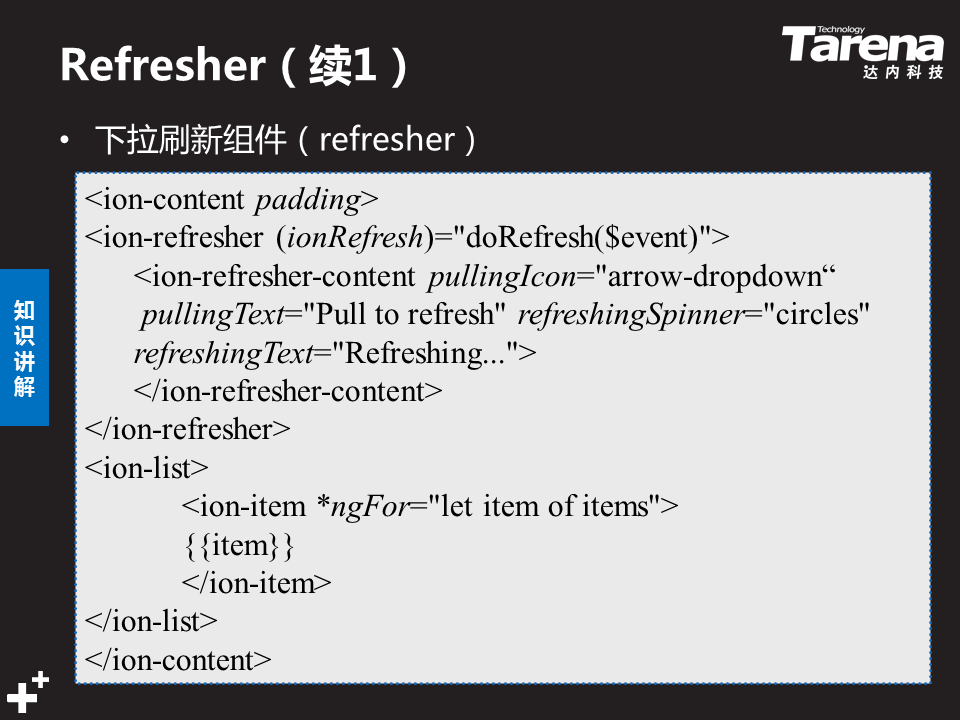 Refresher（续1）
Technology
Tarena
达内科技
• 下拉刷新组件（refresher）
<ion-content padding>
<ion-refresher (ionRefresh)="doRefresh($event)">
<ion-refresher-content pullingIcon="arrow-dropdown“
pullingText="Pull to refresh" refreshingSpinner="circles"
refreshingText="Refreshing...">
</ion-refresher-content>
</ion-refresher>
<ion-list>
<ion-item *ngFor="let item of items">
{{item}}
</ion-item>
</ion-list>
</ion-content>
知
识
讲
解